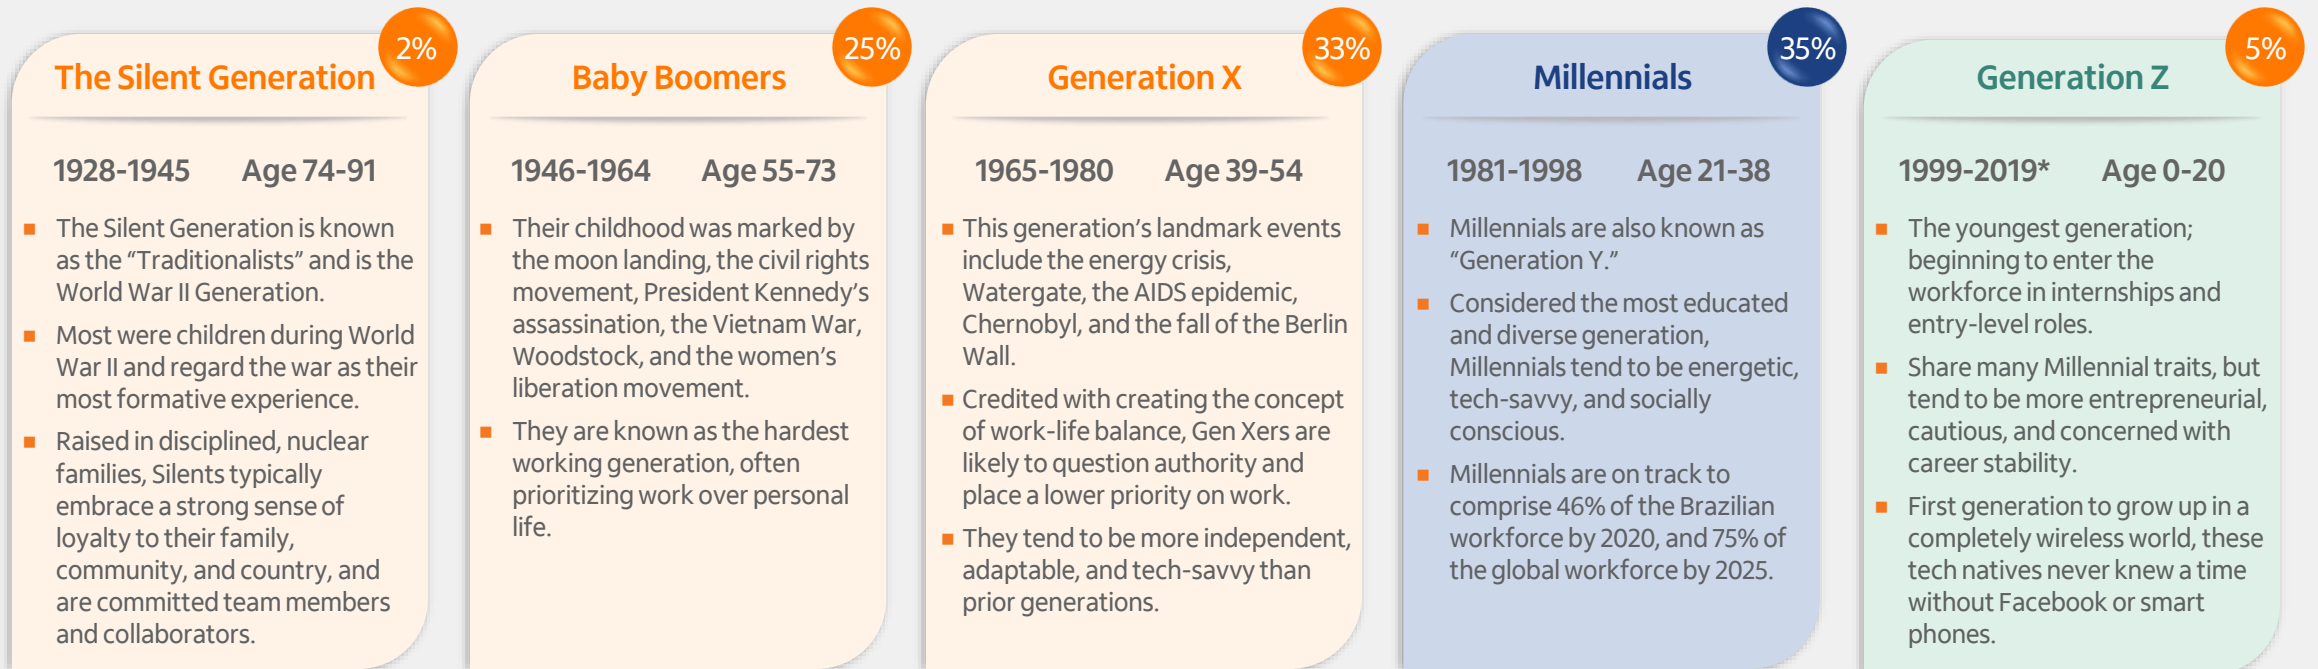 2%
The Silent Generation
1928-1945 Age 74-91
The Silent Generation is known
as the “Traditionalists” and is the
World War II Generation.
Most were children during World
War II and regard the war as their
most formative experience.
Raised in disciplined, nuclear
families, Silents typically
embrace a strong sense of
loyalty to their family,
community, and country, and
are committed team members
and collaborators.
25%
Baby Boomers
1946-1964 Age 55-73
Their childhood was marked by
the moon landing, the civil rights
movement, President Kennedy’s
assassination, the Vietnam War,
Woodstock, and the women’s
liberation movement.
They are known as the hardest
working generation, often
prioritizing work over personal
life.
33%
Generation X
1965-1980 Age 39-54
This generation’s landmark events
include the energy crisis,
Watergate, the AIDS epidemic,
Chernobyl, and the fall of the Berlin
Wall.
Credited with creating the concept
of work-life balance, Gen Xers are
likely to question authority and
place a lower priority on work.
They tend to be more independent,
adaptable, and tech-savvy than
prior generations.
35%
Millennials
1981-1998 Age 21-38
Millennials are also known as
“Generation Y.”
Considered the most educated
and diverse generation,
Millennials tend to be energetic,
tech-savvy, and socially
conscious.
Millennials are on track to
comprise 46% of the Brazilian
workforce by 2020, and 75% of
the global workforce by 2025.
5%
Generation Z
1999-2019* Age 0-20
The youngest generation;
beginning to enter the
workforce in internships and
entry-level roles.
Share many Millennial traits, but
tend to be more entrepreneurial,
cautious, and concerned with
career stability.
First generation to grow up in a
completely wireless world, these
tech natives never knew a time
without Facebook or smart
phones.